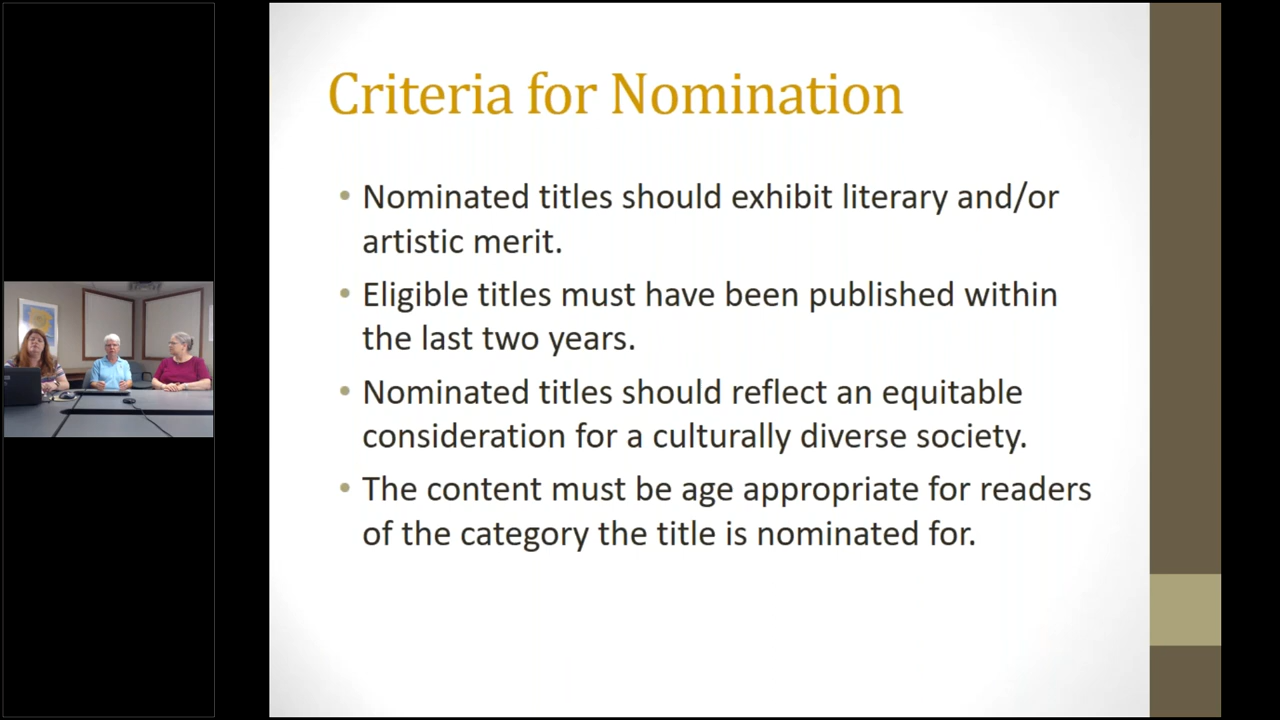 Criteria for Nomination
• Nominated titles should exhibit literary and/or
artistic merit.
• Eligible titles must have been published within
the last two years.
• Nominated titles should reflect an equitable
consideration for a culturally diverse society.
• The content must be age appropriate for readers
of the category the title is nominated for.